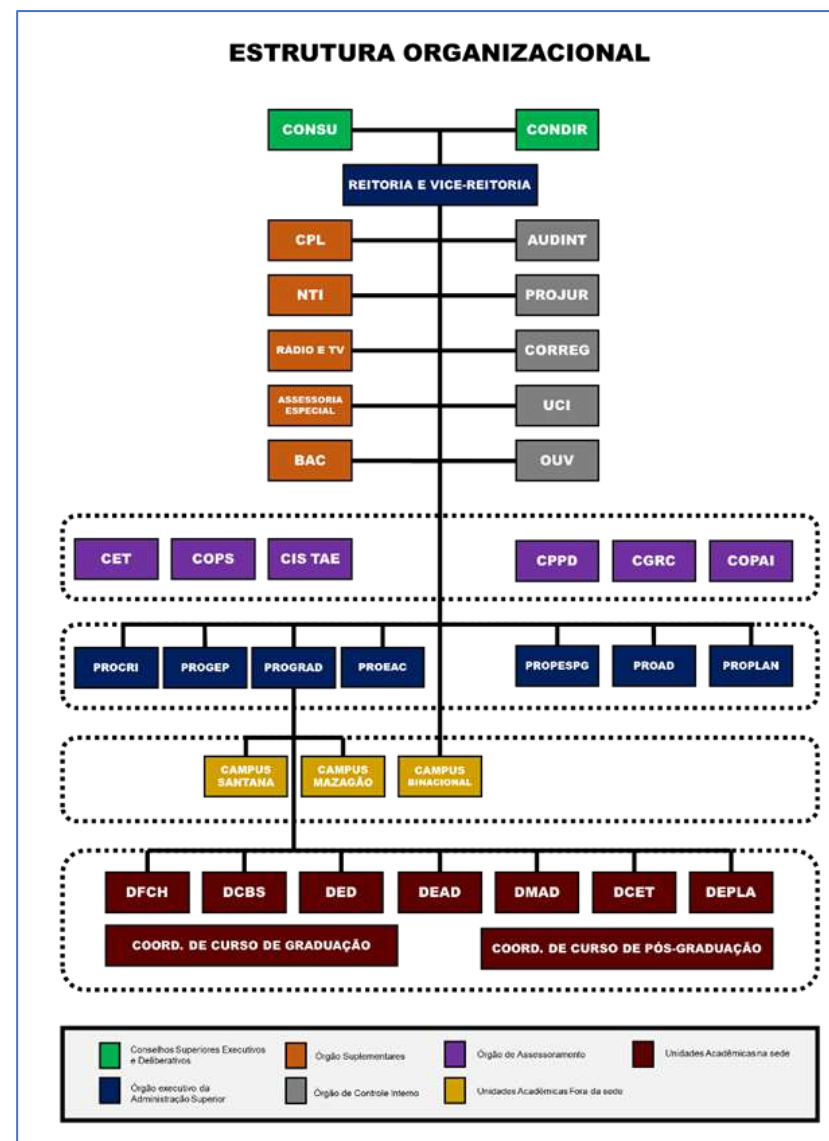 ESTRUTURA ORGANIZACIONAL
CONSU
CONDIR
REITORIA E VICE-REITORIA
CPL
AUDINT
NTI
PROJUR
RÁDIO E TV
CORREG
ASSESSORIA
ESPECIAL
UCI
BAC
OUV
CET
COPS
CIS TAE
CPPD
CGRC
COPAI
PROCRI
PROGEP
PROGRAD
PROEAC
PROPESPG
PROAD
PROPLAN
CAMPUS
SANTANA
CAMPUS
MAZAGÃO
CAMPUS
BINACIONAL
DFCH
DCBS
DED
DEAD
DMAD
DCET
DEPLA
COORD. DE CURSO DE GRADUAÇÃO
COORD. DE CURSO DE PÓS-GRADUAÇÃO
Conselhos Superiores Executivos
e Deliberativos
Órgão Suplementares
Órgão de Assessoramento
Unidades Acadêmicas na sede
Órgão executivo da
Administração Superior
Órgão de Controle Interno
Unidades Acadêmicas Fora da sede